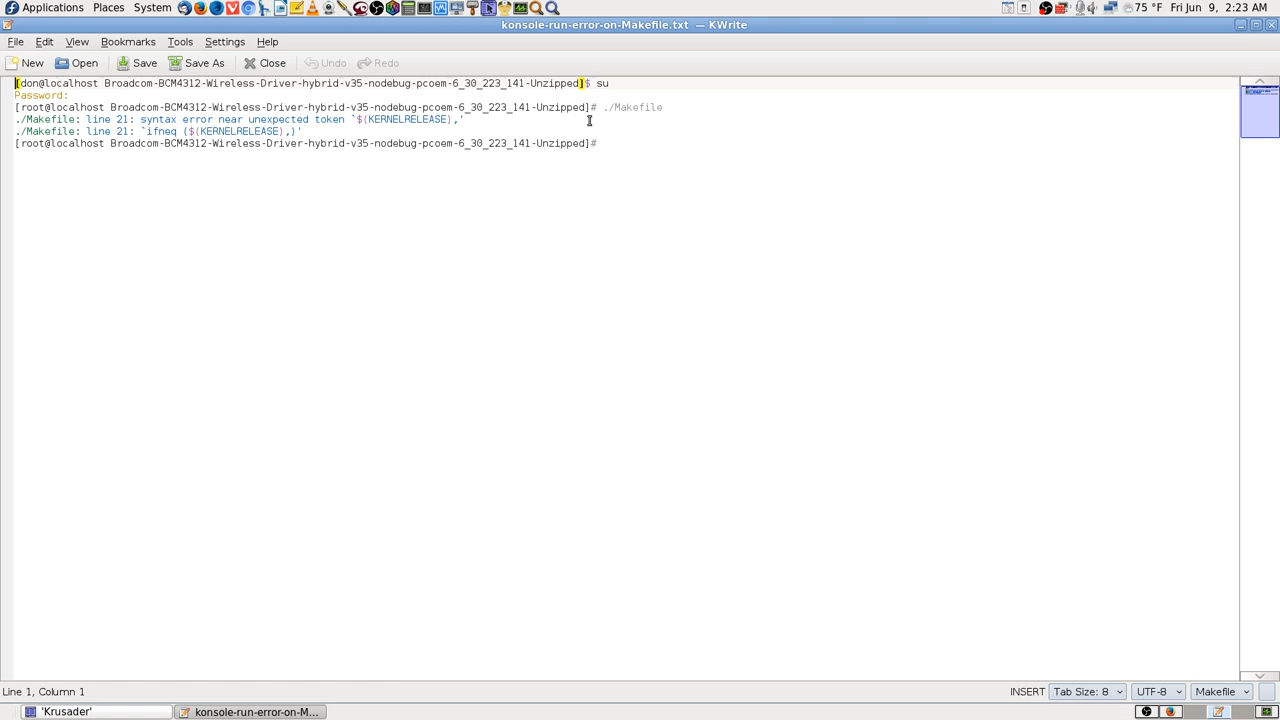 Applications Places System 75 °F Fri Jun 9, 2:23 AM
konsole-run-error-on-Makefile.txt — KWrite
File Edit View Bookmarks Tools Settings Help
New Open Save Save As Close Undo Redo
[don@localhost Broadcom-BCM4312-Wireless-Driver-hybrid-v35-nodebug-pcoem-6_30_223_141-Unzipped]$ su
Password:
[root@localhost Broadcom-BCM4312-Wireless-Driver-hybrid-v35-nodebug-pcoem-6_30_223_141-Unzipped]# ./Makefile
./Makefile: line 21: syntax error near unexpected token `$(KERNELRELEASE),'
./Makefile: line 21: `ifneq ($(KERNELRELEASE),)'
[root@localhost Broadcom-BCM4312-Wireless-Driver-hybrid-v35-nodebug-pcoem-6_30_223_141-Unzipped]#
Line 1, Column 1 INSERT Tab Size: 8 UTF-8 Makefile
'Krusader' konsole-run-error-on-M...